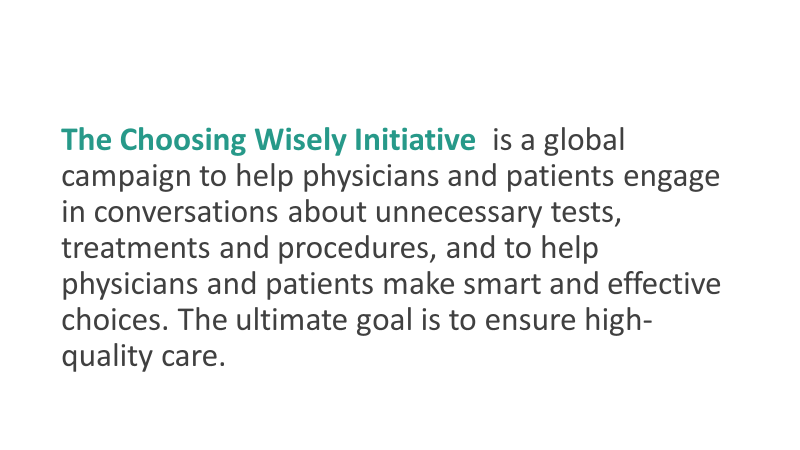 The Choosing Wisely Initiative  is a global
campaign to help physicians and patients engage
in conversations about unnecessary tests,
treatments and procedures, and to help
physicians and patients make smart and effective
choices. The ultimate goal is to ensure high-
quality care.